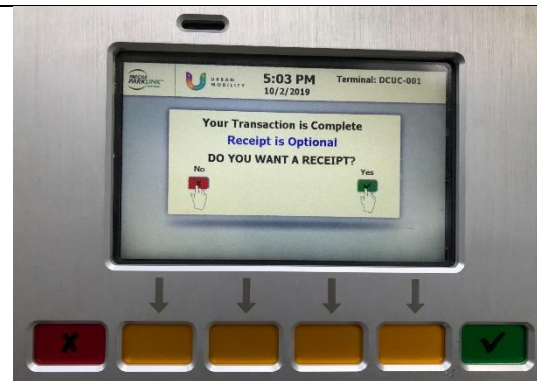 PRECISE
PARKLINK
URBAN
MOBILITY
5:03 PM
10/2/2019
Terminal: DCUC-001
Your Transaction is Complete
Receipt is Optional
DO YOU WANT A RECEIPT?
No
Yes